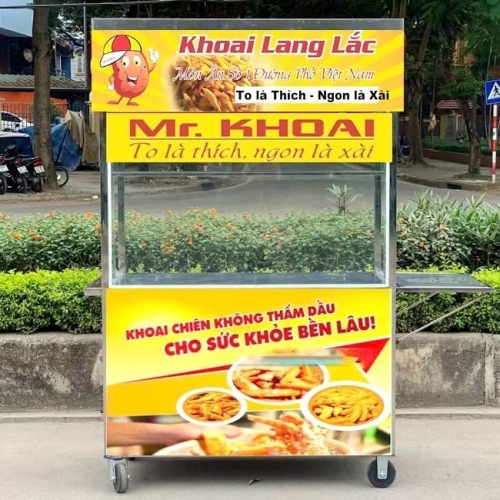 Khoai Lang Lắc
Món Ăn Số 1 Đường Phố Việt Nam
To là Thích - Ngon là Xài
Mr. KHOAI
To là thích, ngon là xài
KHOAI CHIÊN KHÔNG THẤM DẦU
CHO SỨC KHỎE BỀN LÂU!